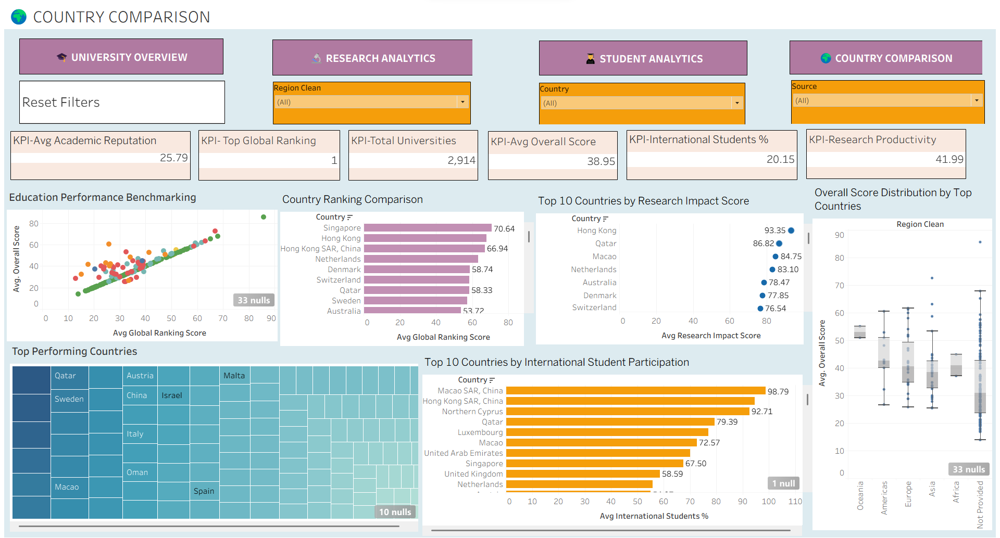 COUNTRY COMPARISON
UNIVERSITY OVERVIEW
RESEARCH ANALYTICS
STUDENT ANALYTICS
COUNTRY COMPARISON
Reset Filters
Region Clean
(All)
Country
(All)
Source
(All)
KPI-Avg Academic Reputation
25.79
KPI- Top Global Ranking
1
KPI-Total Universities
2,914
KPI-Avg Overall Score
38.95
KPI-International Students %
20.15
KPI-Research Productivity
41.99
Education Performance Benchmarking
Avg. Overall Score
80
60
40
20
0
33 nulls
0 10 20 30 40 50 60 70 80 90
Avg Global Ranking Score
Country Ranking Comparison
Country
Singapore 70.64
Hong Kong
Hong Kong SAR, China 66.94
Netherlands
Denmark 58.74
Switzerland
Qatar 58.33
Sweden
Australia 53.72
0 20 40 60 80
Avg Global Ranking Score
Top 10 Countries by Research Impact Score
Country
Hong Kong 93.35
Qatar 86.82
Macao 84.75
Netherlands 83.10
Australia 78.47
Denmark 77.85
Switzerland 76.54
0 20 40 60 80
Avg Research Impact Score
Overall Score Distribution by Top
Countries
Region Clean
Avg. Overall Score
90
80
70
60
50
40
30
20
10
0
33 nulls
Oceania
Americas
Europe
Asia
Africa
Not Provided
Top Performing Countries
Qatar
Sweden
Macao
Austria
China
Italy
Oman
Israel
Spain
Malta
10 nulls
Top 10 Countries by International Student Participation
Country
Macao SAR, China 98.79
Hong Kong SAR, China
Northern Cyprus 92.71
Qatar 79.39
Luxembourg
Macao 72.57
United Arab Emirates
Singapore 67.50
United Kingdom 58.59
Netherlands
1 null
0 10 20 30 40 50 60 70 80 90 100 110
Avg International Students %